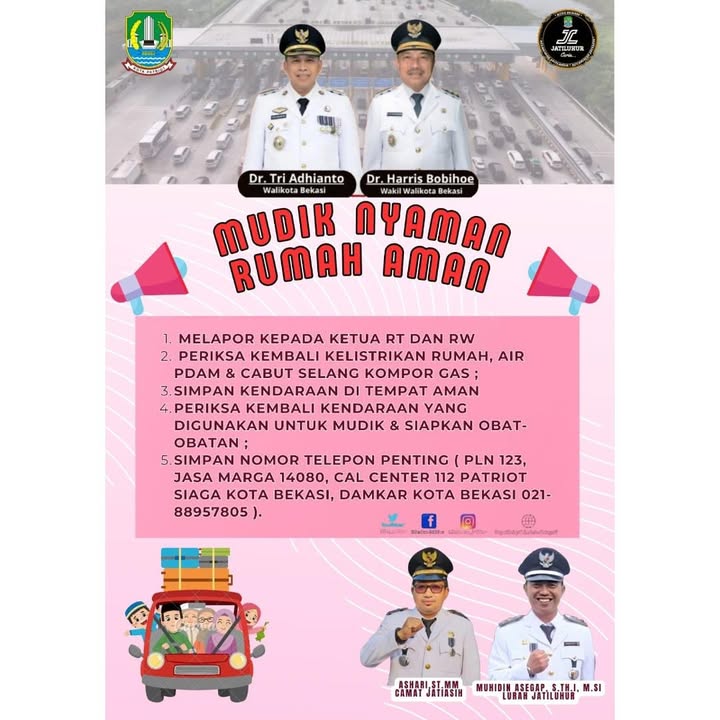 KOTA PATRIOT
JATILUHUR
Ceria
Dr. Tri Adhianto
Walikota Bekasi
Dr. Harris Bobihoe
Wakil Walikota Bekasi
MUDIK NYAMAN
RUMAH AMAN
1. MELAPOR KEPADA KETUA RT DAN RW
2. PERIKSA KEMBALI KELISTRIKAN RUMAH, AIR
PDAM & CABUT SELANG KOMPOR GAS ;
3. SIMPAN KENDARAAN DI TEMPAT AMAN
4. PERIKSA KEMBALI KENDARAAN YANG
DIGUNAKAN UNTUK MUDIK & SIAPKAN OBAT-
OBATAN ;
5. SIMPAN NOMOR TELEPON PENTING ( PLN 123,
JASA MARGA 14080, CAL CENTER 112 PATRIOT
SIAGA KOTA BEKASI, DAMKAR KOTA BEKASI 021-
88957805 ).
ASHARI,ST.MM
CAMAT JATIASIH
MUHIDIN ASEGAP, S.TH.I, M.SI
LURAH JATILUHUR